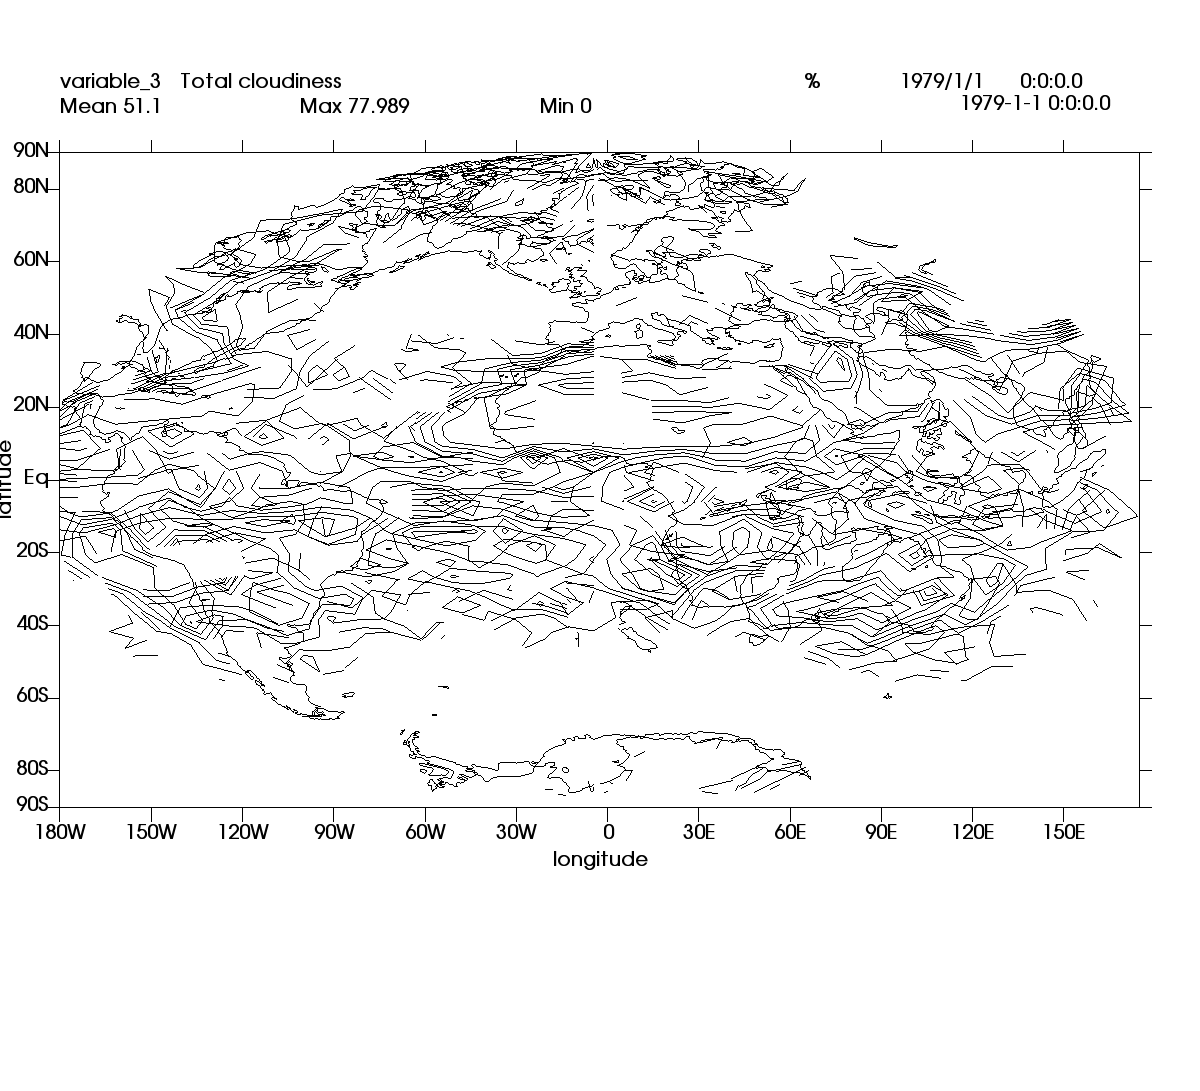 variable_3 Total cloudiness % 1979/1/1 0:0:0.0
Mean 51.1 Max 77.989 Min 0 1979-1-1 0:0:0.0
90N
80N
60N
40N
20N
latitude
Eq
20S
40S
60S
80S
90S
180W 150W 120W 90W 60W 30W 0 30E 60E 90E 120E 150E
longitude